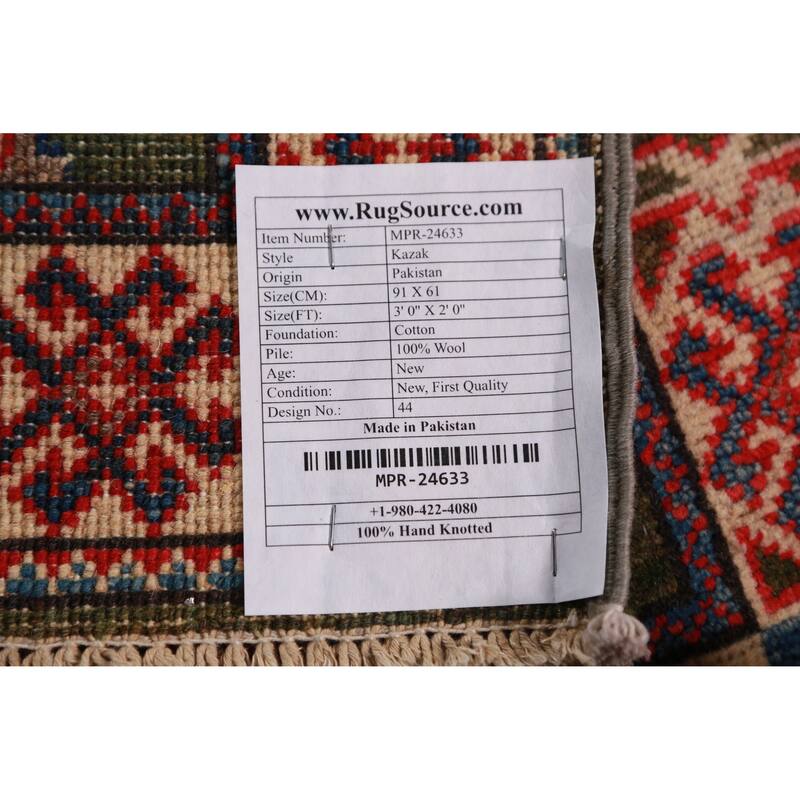 www.RugSource.com
Item Number: MPR-24633
Style Kazak
Origin Pakistan
Size(CM): 91 X 61
Size(FT): 3' 0" X 2' 0"
Foundation: Cotton
Pile: 100% Wool
Age: New
Condition: New, First Quality
Design No.: 44
Made in Pakistan
MPR-24633
+1-980-422-4080
100% Hand Knotted